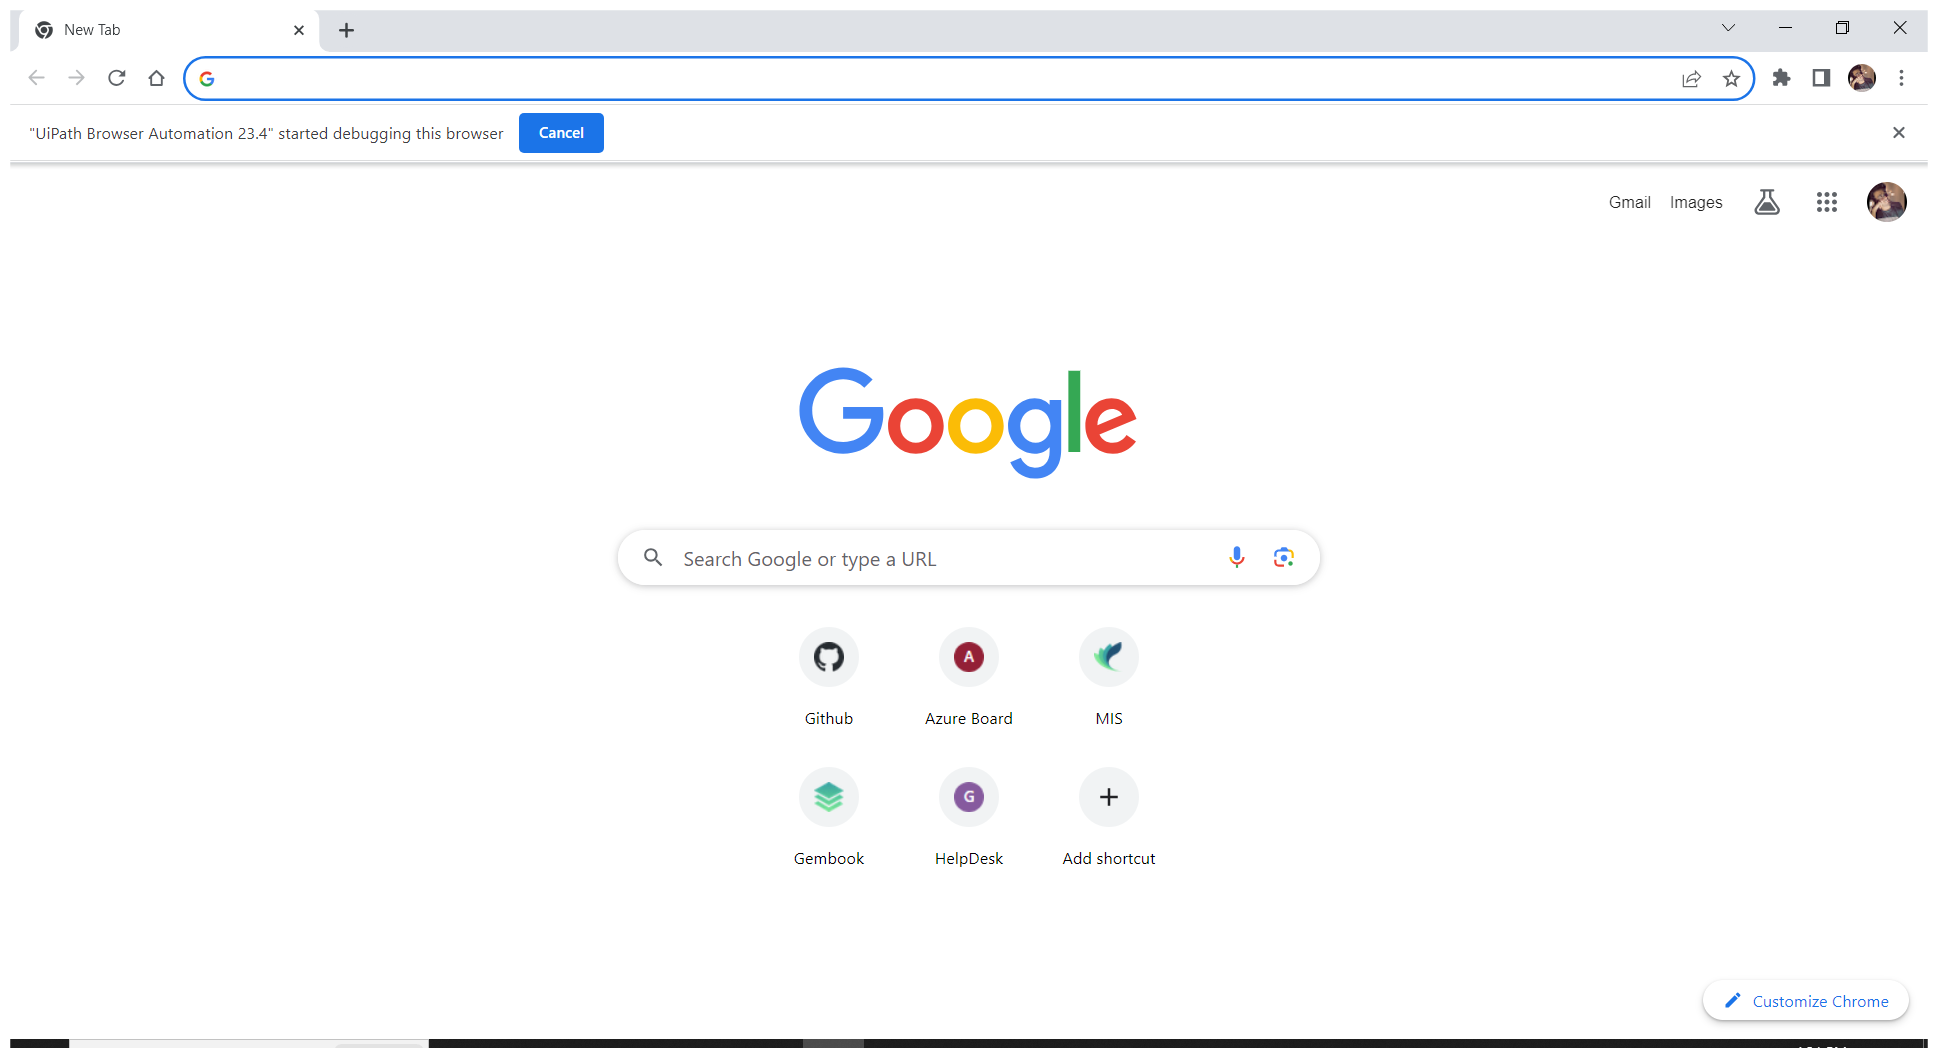 New Tab
"UiPath Browser Automation 23.4" started debugging this browser Cancel
Gmail Images
Google
Search Google or type a URL
A
Github Azure Board MIS
G
Gembook HelpDesk Add shortcut
Customize Chrome